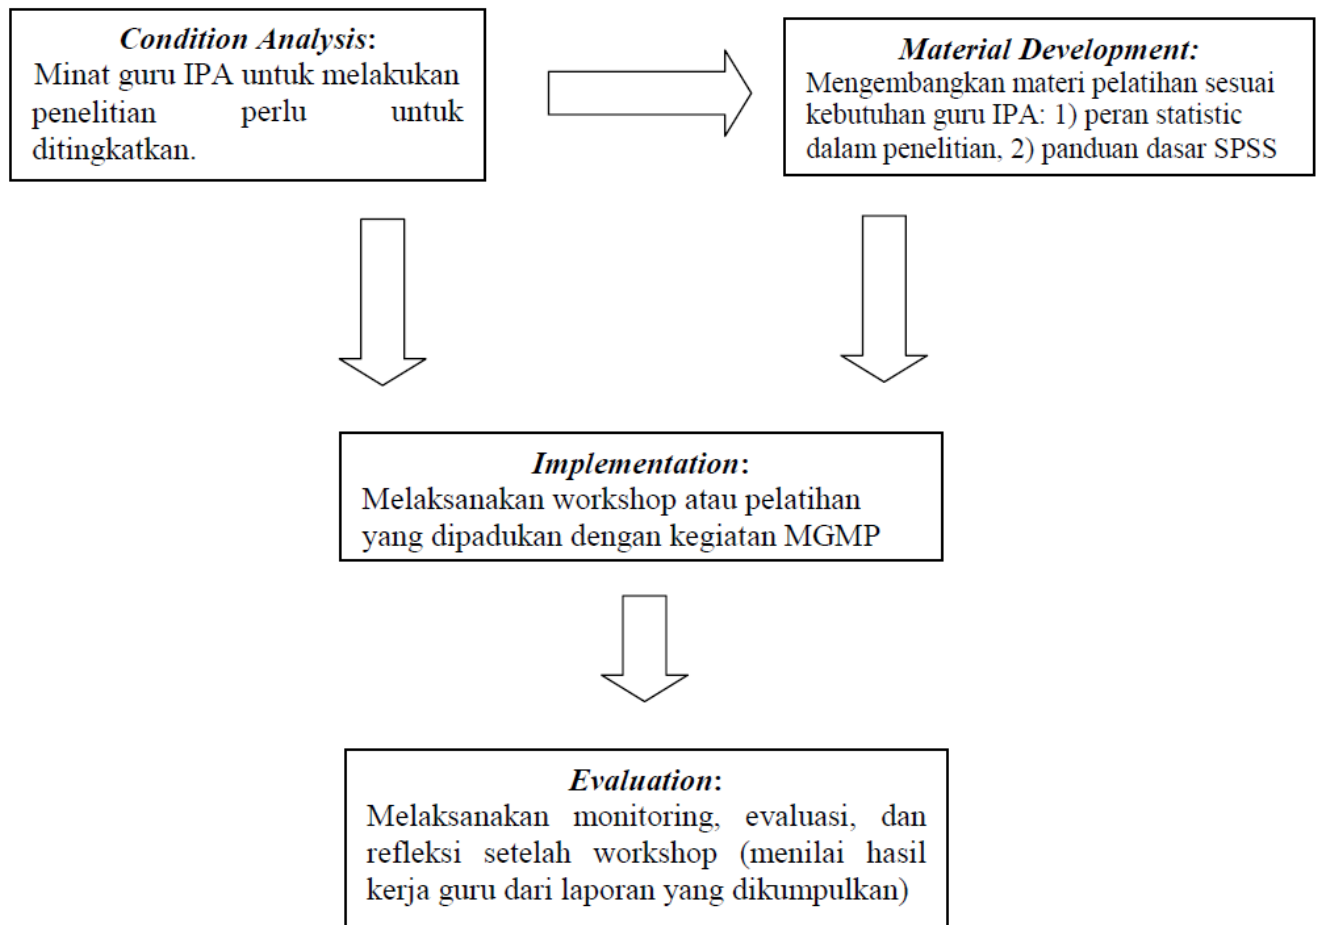 Condition Analysis:
Minat guru IPA untuk melakukan
penelitian perlu untuk
ditingkatkan.
Material Development:
Mengembangkan materi pelatihan sesuai
kebutuhan guru IPA: 1) peran statistic
dalam penelitian, 2) panduan dasar SPSS
Implementation:
Melaksanakan workshop atau pelatihan
yang dipadukan dengan kegiatan MGMP
Evaluation:
Melaksanakan monitoring, evaluasi, dan
refleksi setelah workshop (menilai hasil
kerja guru dari laporan yang dikumpulkan)